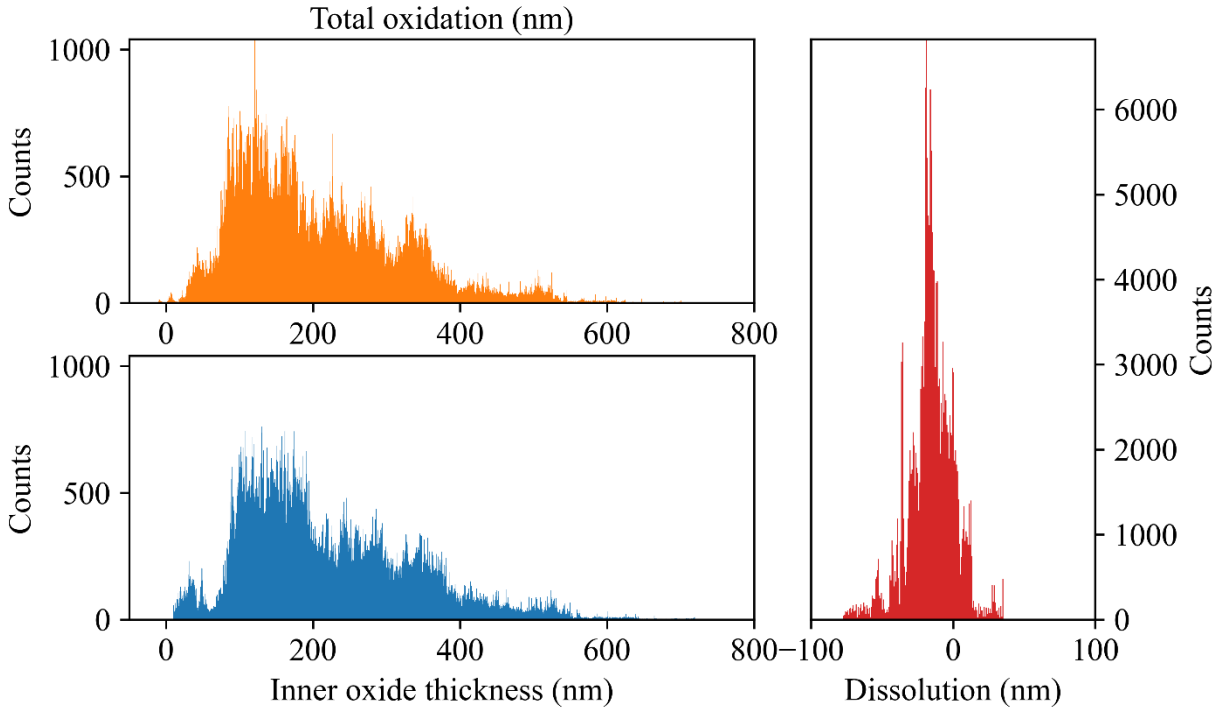 Total oxidation (nm)
Counts
1000
500
0
0 200 400 600 800
Counts
1000
500
0
0 200 400 600 800
Inner oxide thickness (nm)
6000
5000
4000
3000
2000
1000
0
Counts
−100 0 100
Dissolution (nm)